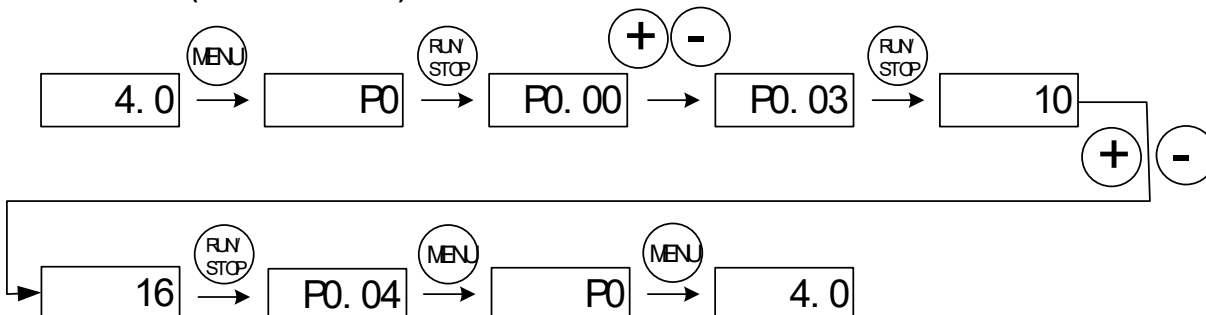 MENU RUN/ STOP + - RUN/ STOP
4. 0 P0 P0. 00 P0. 03 10
+ -
RUN/ STOP MENU MENU
16 P0. 04 P0 4. 0